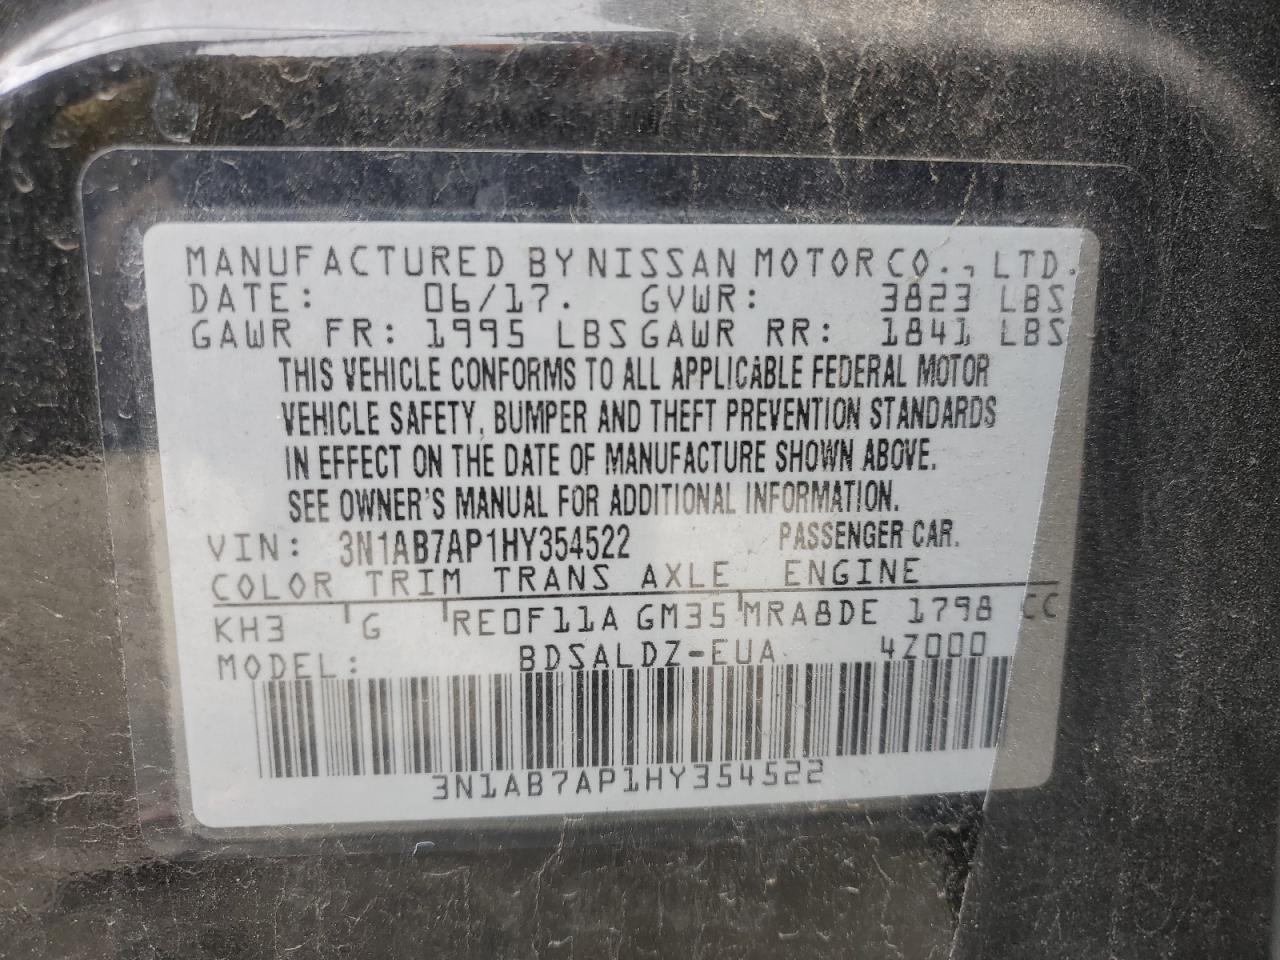 MANUFACTURED BY NISSAN MOTOR CO., LTD.
DATE: 06/17. GVWR: 3823 LBS
GAWR FR: 1995 LBS GAWR RR: 1841 LBS
THIS VEHICLE CONFORMS TO ALL APPLICABLE FEDERAL MOTOR
VEHICLE SAFETY, BUMPER AND THEFT PREVENTION STANDARDS
IN EFFECT ON THE DATE OF MANUFACTURE SHOWN ABOVE.
SEE OWNER'S MANUAL FOR ADDITIONAL INFORMATION.
VIN: 3N1AB7AP1HY354522 PASSENGER CAR.
COLOR TRIM TRANS AXLE ENGINE
KH3 G RE0F11A GM35 MRA8DE 1798 CC
MODEL: BDSALDZ-EUA 4Z000
3N1AB7AP1HY354522